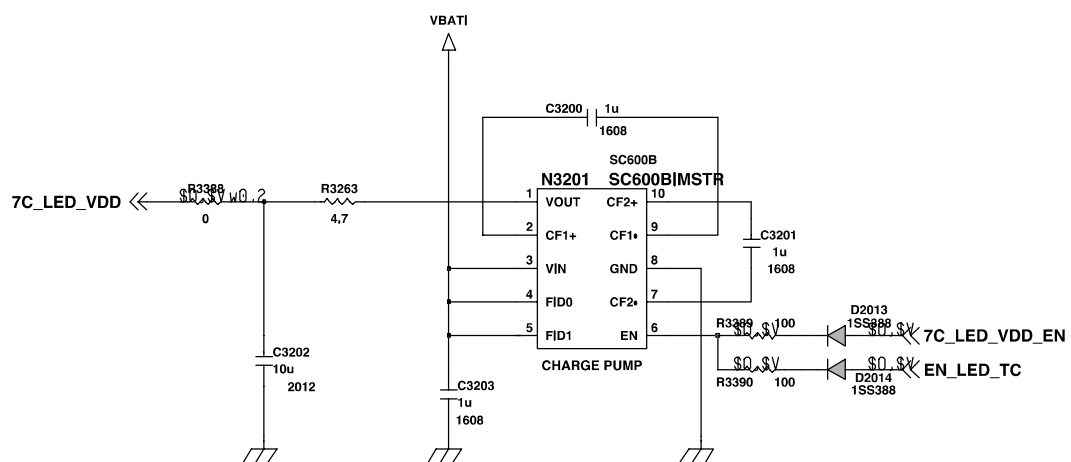 VBATI
C3200 1u
1608
SC600B
N3201 SC600BIMSTR
R3388
7C_LED_VDD
0
R3263
4,7
1 VOUT CF2+ 10
2 CF1+ CF1• 9
3 VIN GND 8
4 FID0 CF2• 7
5 FID1 EN 6
CHARGE PUMP
C3201
1u
1608
C3202
10u
2012
C3203
1u
1608
R3389 100
D2013
1SS388
7C_LED_VDD_EN
R3390 100
D2014
1SS388
EN_LED_TC